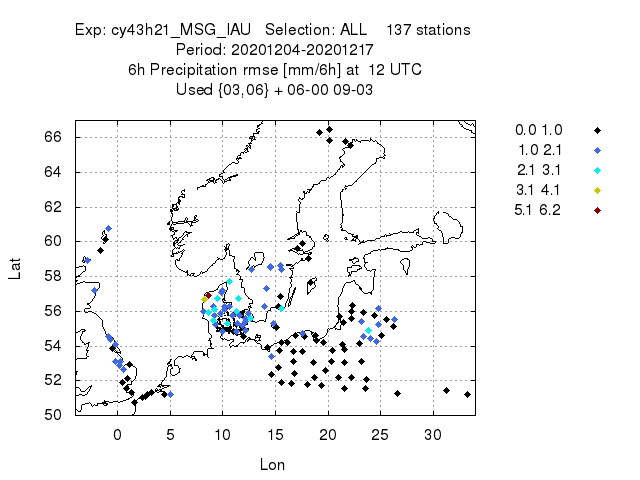 Exp: cy43h21_MSG_IAU Selection: ALL 137 stations
Period: 20201204-20201217
6h Precipitation rmse [mm/6h] at 12 UTC
Used {03,06} + 06-00 09-03
0.0 1.0
1.0 2.1
2.1 3.1
3.1 4.1
5.1 6.2
Lat
66
64
62
60
58
56
54
52
50
0 5 10 15 20 25 30
Lon